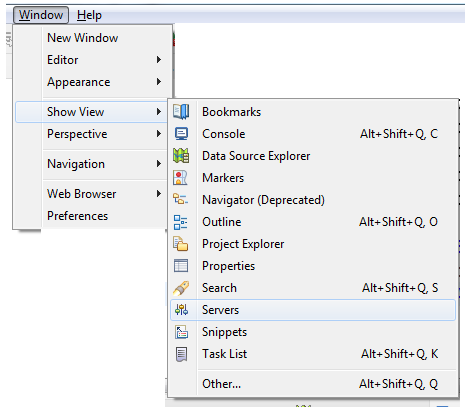 Window Help
New Window
Editor
Appearance
Show View
Perspective
Navigation
Web Browser
Preferences
Bookmarks
Console Alt+Shift+Q, C
Data Source Explorer
Markers
Navigator (Deprecated)
Outline Alt+Shift+Q, O
Project Explorer
Properties
Search Alt+Shift+Q, S
Servers
Snippets
Task List Alt+Shift+Q, K
Other... Alt+Shift+Q, Q